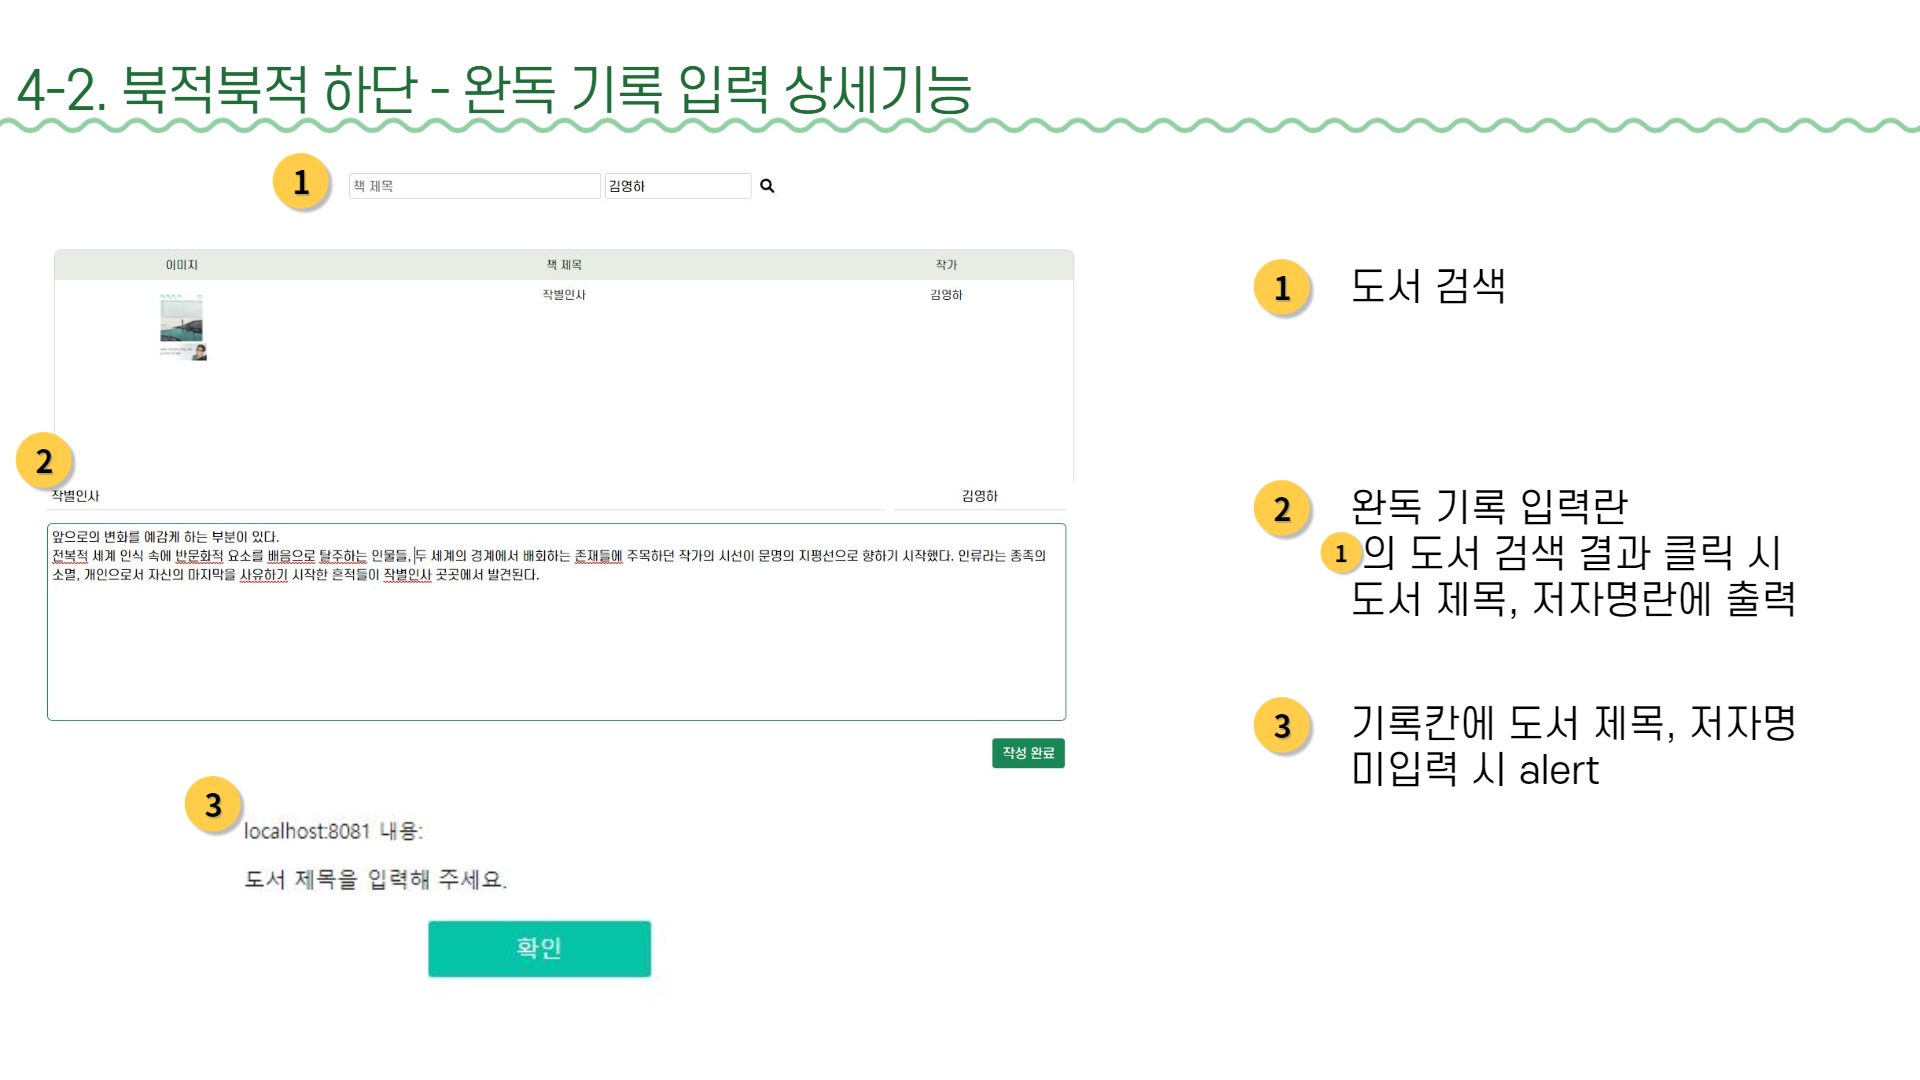 4-2. 북적북적 하단 - 완독 기록 입력 상세기능
1
책 제목 김영하
이미지 책 제목 작가
작별인사 김영하
2
작별인사 김영하
앞으로의 변화를 예감케 하는 부분이 있다.
전복적 세계 인식 속에 반문화적 요소를 배음으로 탈주하는 인물들, 두 세계의 경계에서 배회하는 존재들에 주목하던 작가의 시선이 문명의 지평선으로 향하기 시작했다. 인류라는 종족의
소멸, 개인으로서 자신의 마지막을 사유하기 시작한 흔적들이 작별인사 곳곳에서 발견된다.
작성 완료
3
localhost:8081 내용:
도서 제목을 입력해 주세요.
확인
1 도서 검색
2 완독 기록 입력란
1 의 도서 검색 결과 클릭 시
도서 제목, 저자명란에 출력
3 기록칸에 도서 제목, 저자명
미입력 시 alert